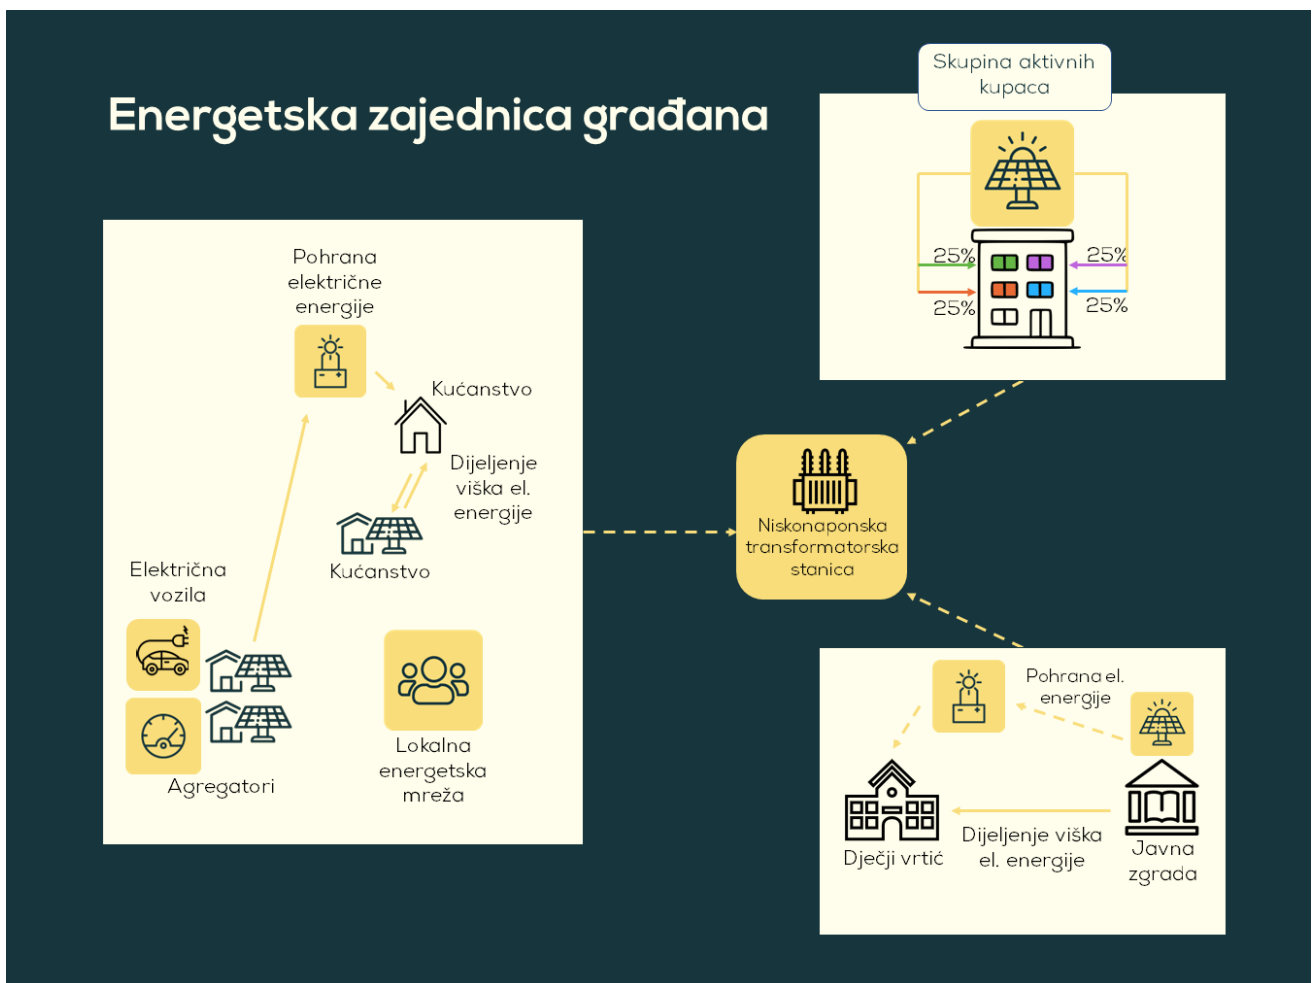 Energetska zajednica građana
Skupina aktivnih
kupaca
25%
25%
25%
25%
Pohrana
električne
energije
Kućanstvo
Dijeljenje
viška el.
energije
Kućanstvo
Električna
vozila
Agregatori
Lokalna
energetska
mreža
Niskonaponska
transformatorska
stanica
Pohrana el.
energije
Dječji vrtić
Dijeljenje viška
el. energije
Javna
zgrada